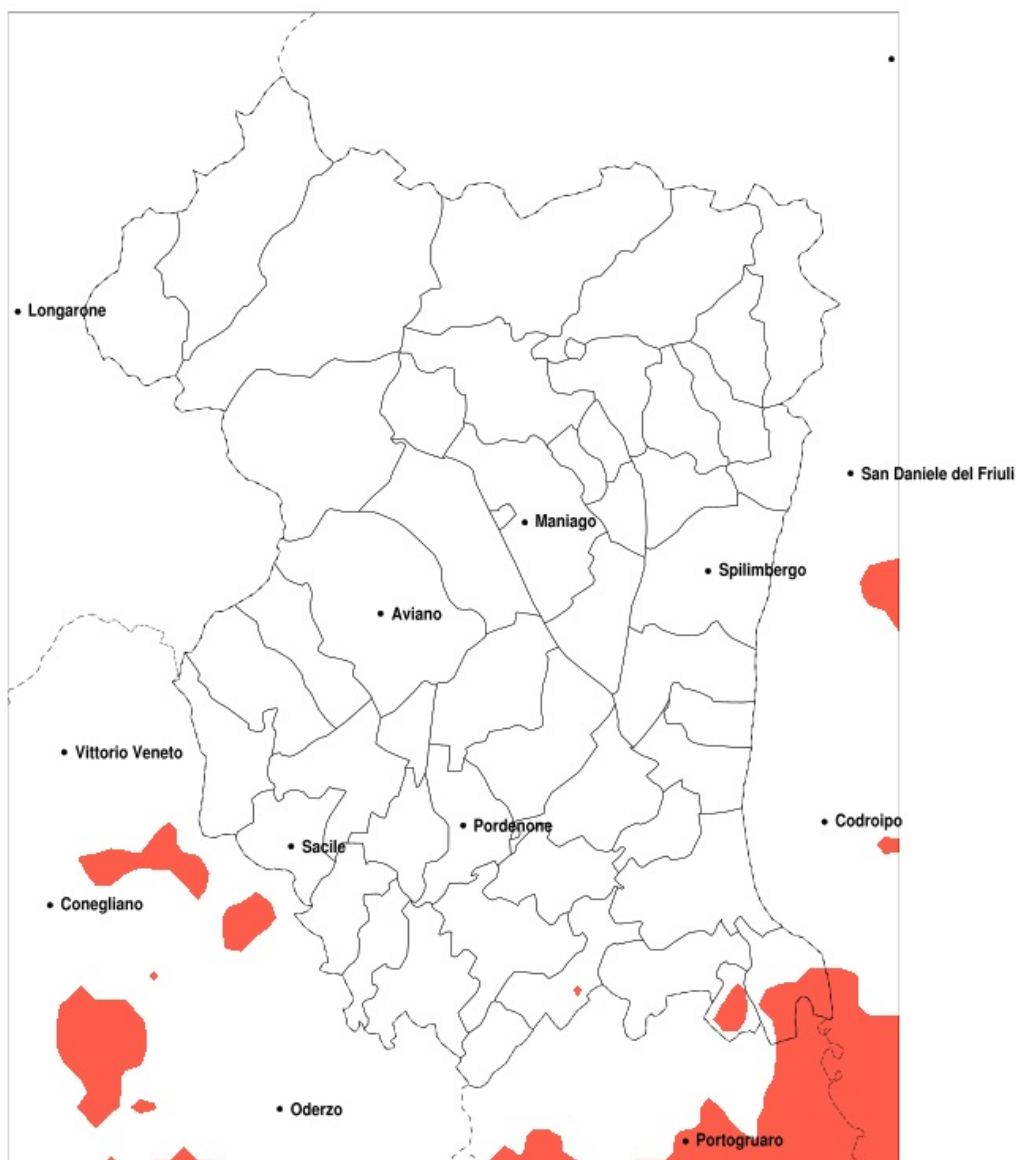 Longarone
San Daniele del Friuli
Maniago
Spilimbergo
Aviano
Vittorio Veneto
Codroipo
Pordenone
Sacile
Conegliano
Oderzo
Portogruaro